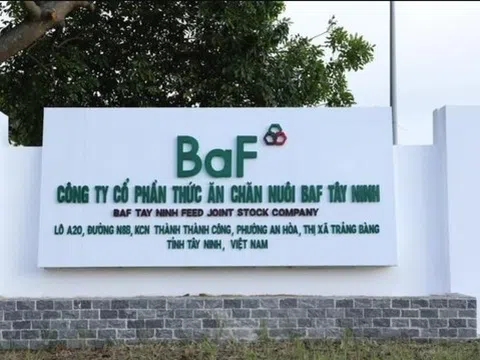 BaF
CÔNG TY CỔ PHẦN THỨC ĂN CHĂN NUÔI BAF TÂY NINH
BAF TAY NINH FEED JOINT STOCK COMPANY
LÔ A20, ĐƯỜNG N8B, KCN THÀNH THÀNH CÔNG, PHƯỜNG AN HÒA, THỊ XÃ TRẢNG BÀNG
TỈNH TÂY NINH, VIỆT NAM